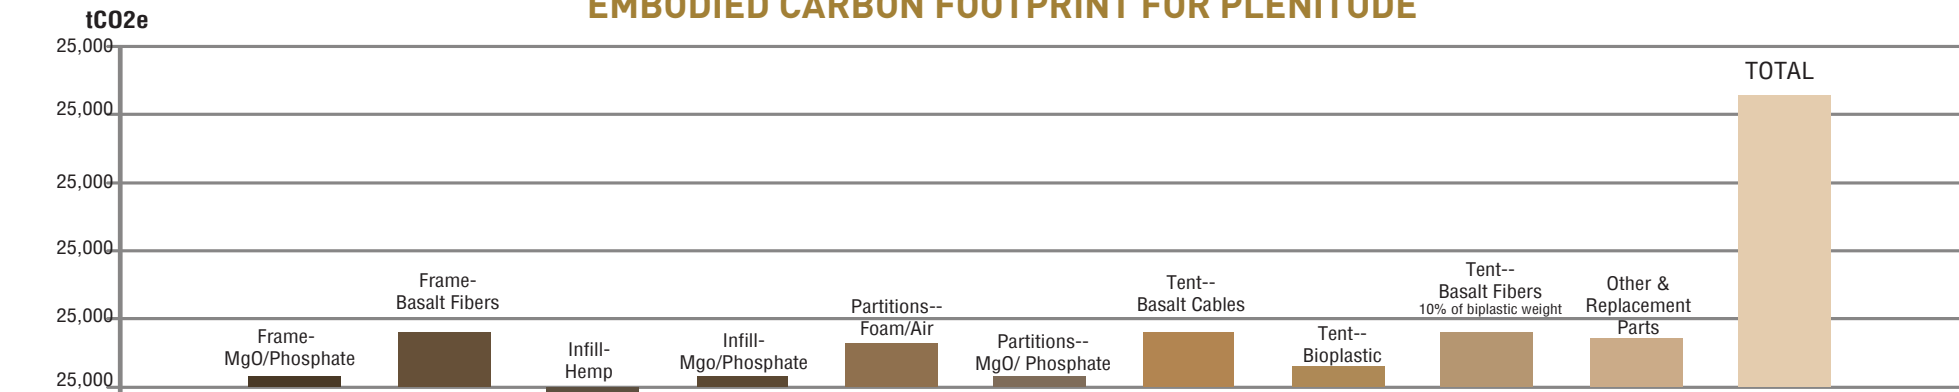 EMBODIED CARBON FOOTPRINT FOR PLENITUDE
tCO2e
25,000
25,000
25,000
25,000
25,000
25,000
Frame-
MgO/Phosphate
Frame-
Basalt Fibers
Infill-
Hemp
Infill-
Mgo/Phosphate
Partitions--
Foam/Air
Partitions--
MgO/ Phosphate
Tent--
Basalt Cables
Tent--
Bioplastic
Tent--
Basalt Fibers
10% of biplastic weight
Other &
Replacement
Parts
TOTAL